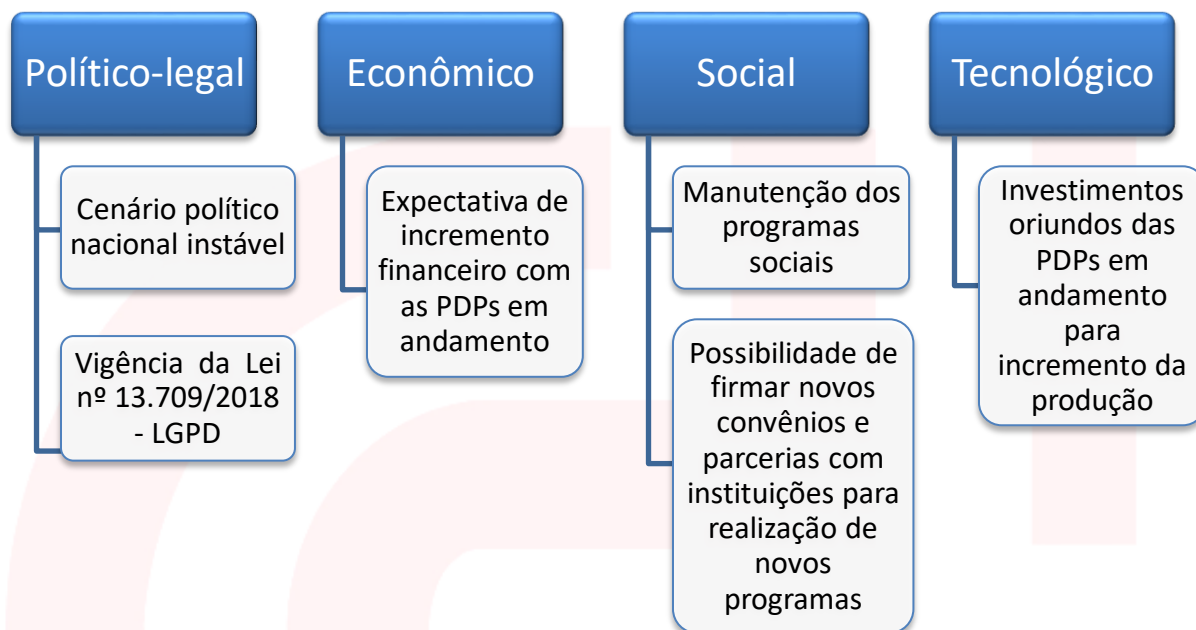 Político-legal
Cenário político
nacional instável
Vigência da Lei
nº 13.709/2018
- LGPD
Econômico
Expectativa de
incremento
financeiro com
as PDPs em
andamento
Social
Manutenção dos
programas
sociais
Possibilidade de
firmar novos
convênios e
parcerias com
instituições para
realização de
novos
programas
Tecnológico
Investimentos
oriundos das
PDPs em
andamento
para
incremento da
produção